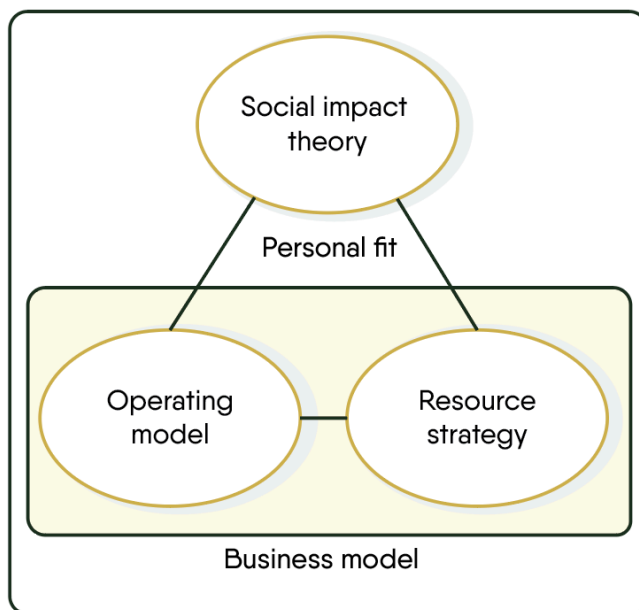 Social impact
theory
Personal fit
Operating
model
Resource
strategy
Business model